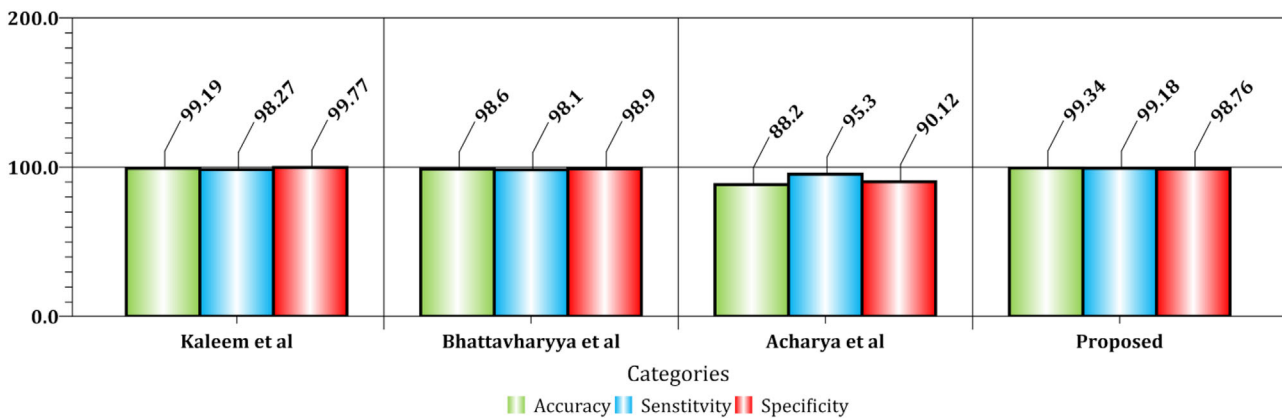 200.0
99.19 98.27 99.77 98.6 98.1 98.9 88.2 95.3 90.12 99.34 99.18 98.76
100.0
0.0
Kaleem et al Bhattavharyya et al Acharya et al Proposed
Categories
Accuracy Senstitvity Specificity